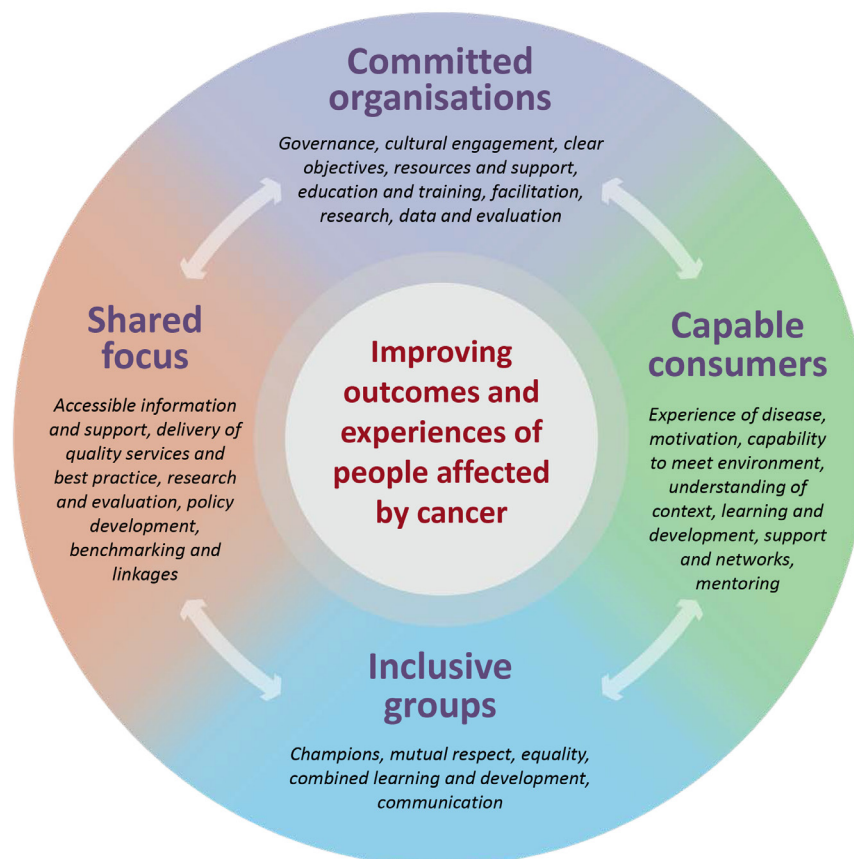 Committed
organisations
Governance, cultural engagement, clear
objectives, resources and support,
education and training, facilitation,
research, data and evaluation
Shared
focus
Accessible information
and support, delivery of
quality services and
best practice, research
and evaluation, policy
development,
benchmarking and
linkages
Improving
outcomes and
experiences of
people affected
by cancer
Capable
consumers
Experience of disease,
motivation, capability
to meet environment,
understanding of
context, learning and
development, support
and networks,
mentoring
Inclusive
groups
Champions, mutual respect, equality,
combined learning and development,
communication